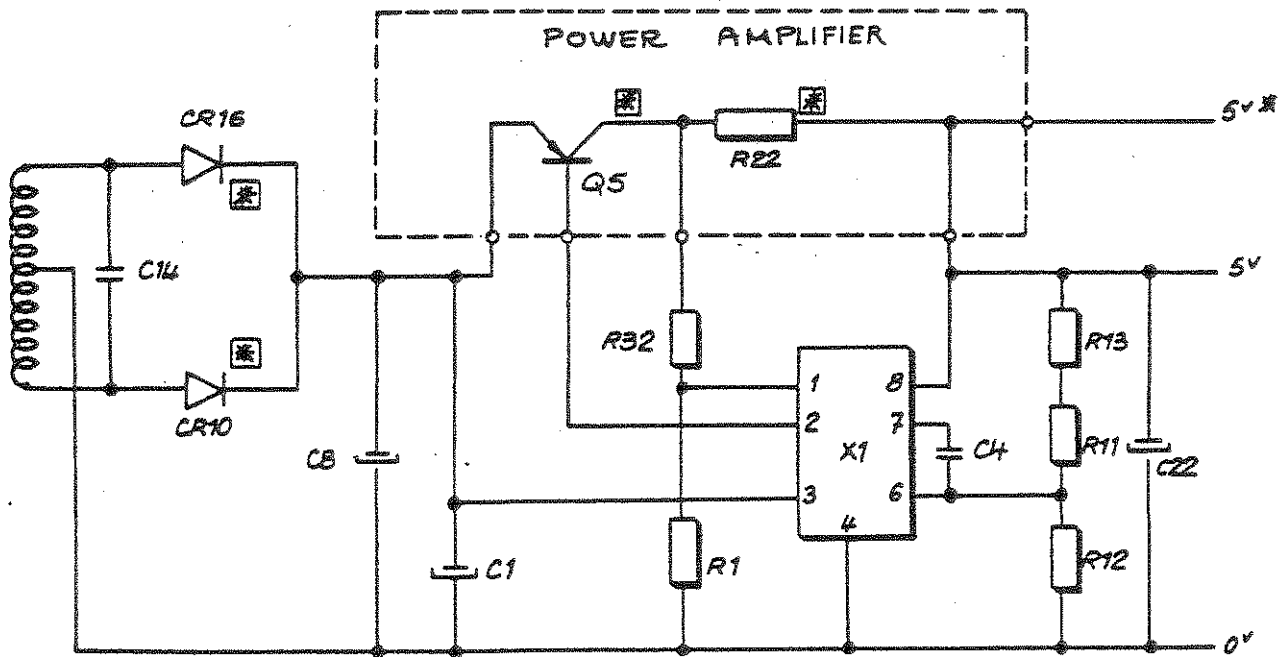 POWER AMPLIFIER
CR16
5V*
R22
Q5
C14
5V
R32
R13
CR10
1 8
2 7
X1
C4
R11
C8
C22
3 6
4
C1
R1
R12
0V